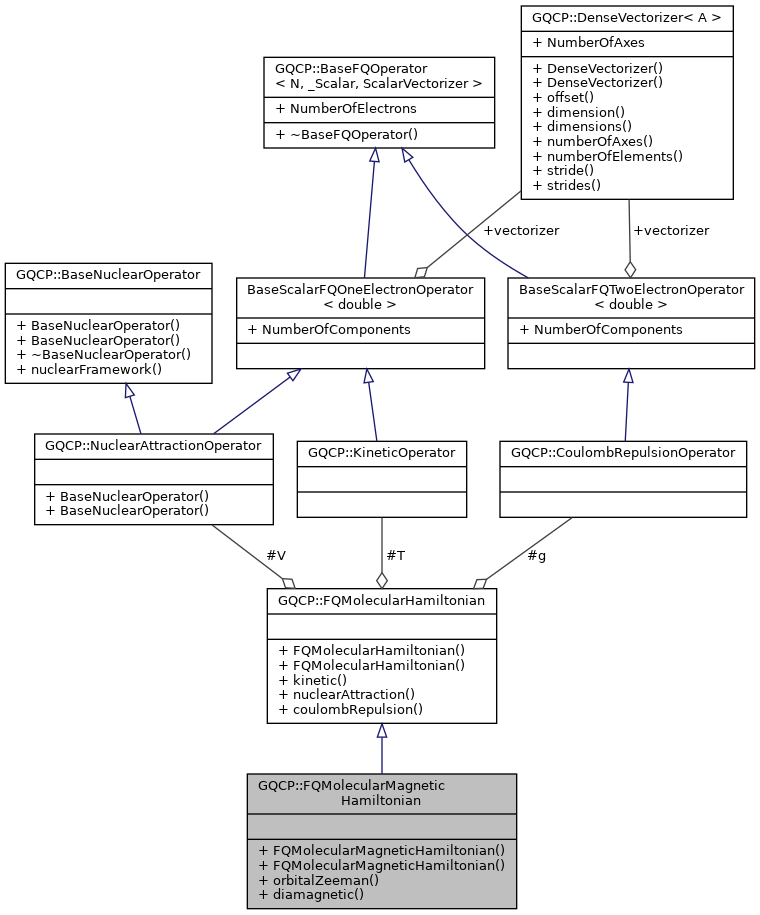 GQCP::DenseVectorizer< A >
+ NumberOfAxes
+ DenseVectorizer()
+ DenseVectorizer()
+ offset()
+ dimension()
+ dimensions()
+ numberOfAxes()
+ numberOfElements()
+ stride()
+ strides()
GQCP::BaseFQOperator
< N, _Scalar, ScalarVectorizer >
+ NumberOfElectrons
+ ~BaseFQOperator()
+vectorizer
+vectorizer
GQCP::BaseNuclearOperator
+ BaseNuclearOperator()
+ BaseNuclearOperator()
+ ~BaseNuclearOperator()
+ nuclearFramework()
BaseScalarFQOneElectronOperator
< double >
+ NumberOfComponents
BaseScalarFQTwoElectronOperator
< double >
+ NumberOfComponents
GQCP::NuclearAttractionOperator
+ BaseNuclearOperator()
+ BaseNuclearOperator()
GQCP::KineticOperator
GQCP::CoulombRepulsionOperator
#V
#T
#g
GQCP::FQMolecularHamiltonian
+ FQMolecularHamiltonian()
+ FQMolecularHamiltonian()
+ kinetic()
+ nuclearAttraction()
+ coulombRepulsion()
GQCP::FQMolecularMagnetic
Hamiltonian
+ FQMolecularMagneticHamiltonian()
+ FQMolecularMagneticHamiltonian()
+ orbitalZeeman()
+ diamagnetic()